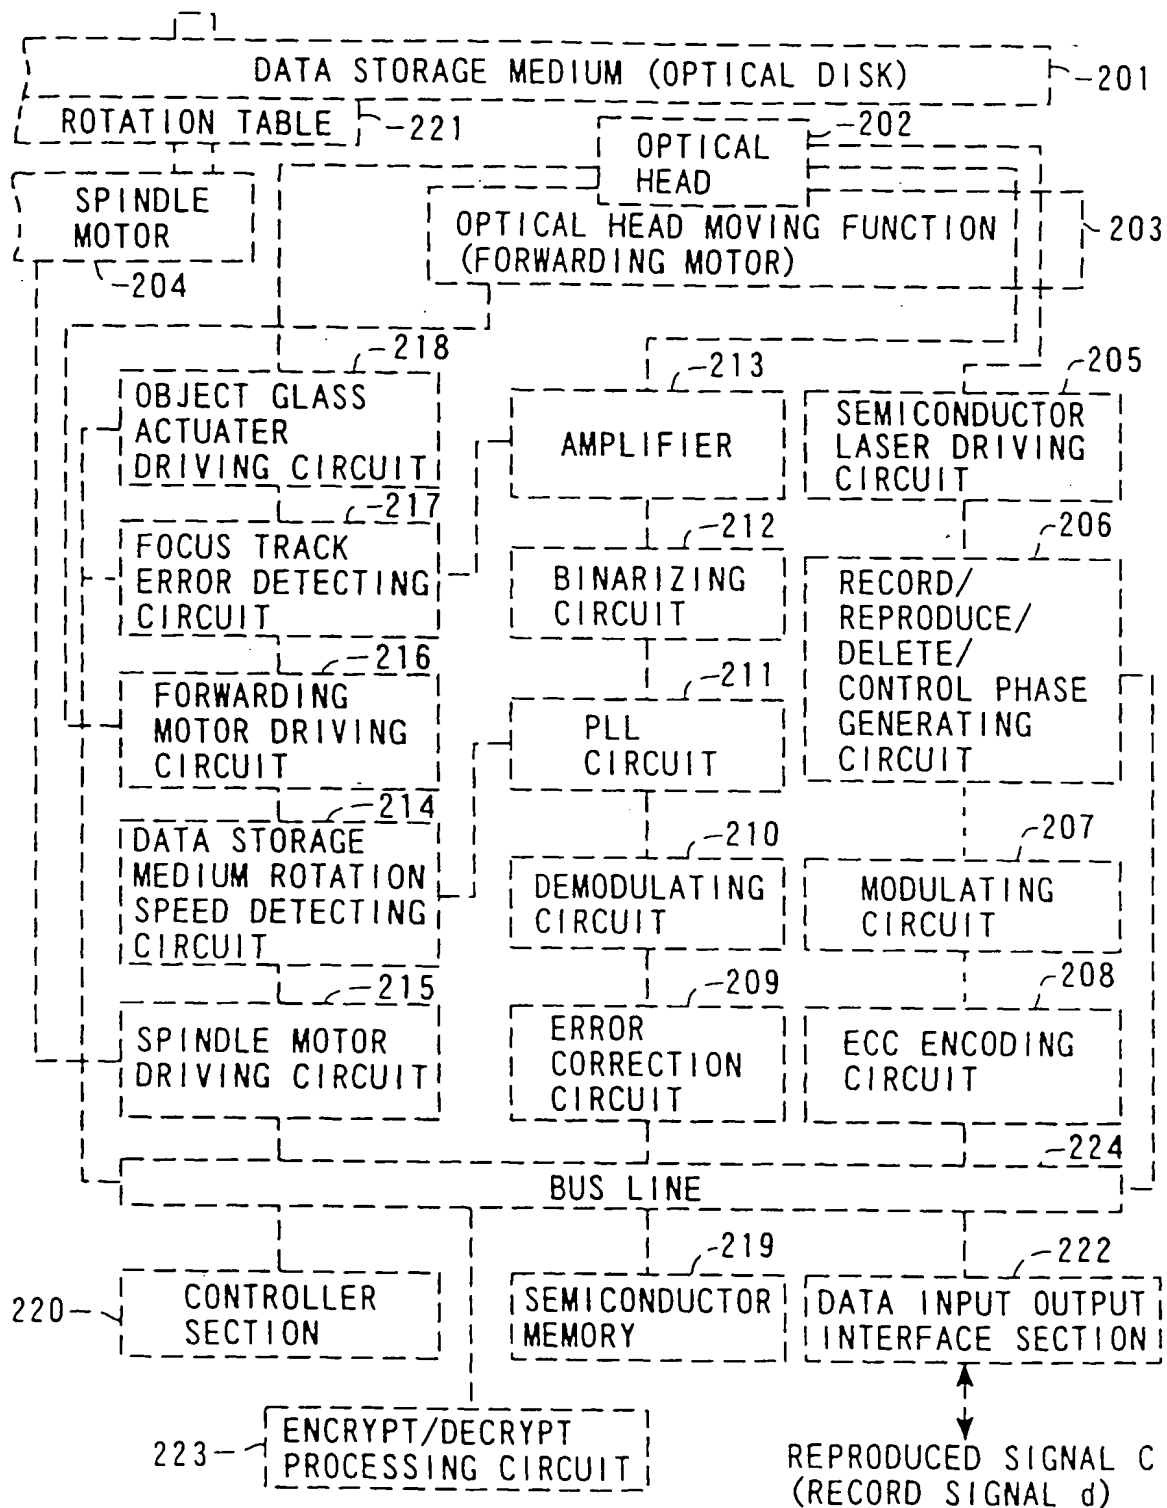 DATA STORAGE MEDIUM (OPTICAL DISK)
201
ROTATION TABLE
221
202
OPTICAL
HEAD
SPINDLE
MOTOR
204
OPTICAL HEAD MOVING FUNCTION
(FORWARDING MOTOR)
203
218
OBJECT GLASS
ACTUATER
DRIVING CIRCUIT
213
AMPLIFIER
205
SEMICONDUCTOR
LASER DRIVING
CIRCUIT
217
FOCUS TRACK
ERROR DETECTING
CIRCUIT
212
BINARIZING
CIRCUIT
206
RECORD/
REPRODUCE/
DELETE/
CONTROL PHASE
GENERATING
CIRCUIT
216
FORWARDING
MOTOR DRIVING
CIRCUIT
211
PLL
CIRCUIT
214
DATA STORAGE
MEDIUM ROTATION
SPEED DETECTING
CIRCUIT
210
DEMODULATING
CIRCUIT
207
MODULATING
CIRCUIT
215
SPINDLE MOTOR
DRIVING CIRCUIT
209
ERROR
CORRECTION
CIRCUIT
208
ECC ENCODING
CIRCUIT
224
BUS LINE
220
CONTROLLER
SECTION
219
SEMICONDUCTOR
MEMORY
222
DATA INPUT OUTPUT
INTERFACE SECTION
223
ENCRYPT/DECRYPT
PROCESSING CIRCUIT
REPRODUCED SIGNAL C
(RECORD SIGNAL d)